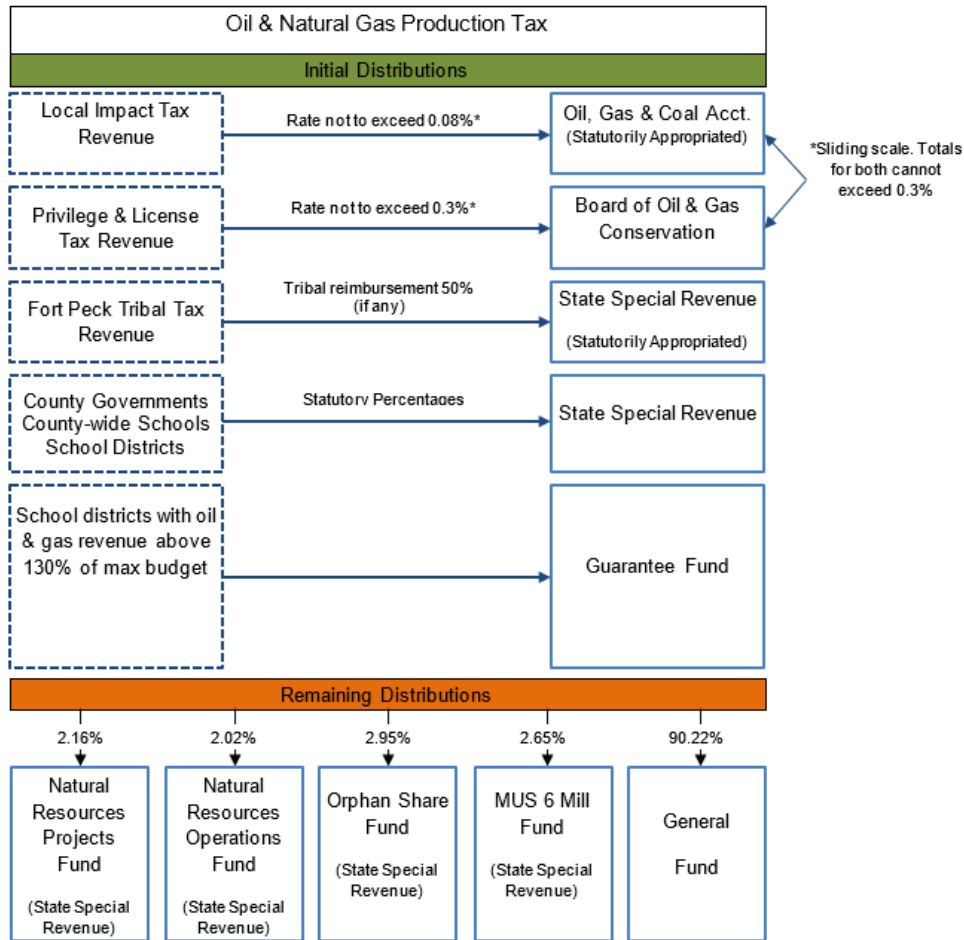 Oil & Natural Gas Production Tax
Initial Distributions
Local Impact Tax
Revenue
Rate not to exceed 0.08%*
Oil, Gas & Coal Acct.
(Statutorily Appropriated)
*Sliding scale. Totals
for both cannot
exceed 0.3%
Privilege & License
Tax Revenue
Rate not to exceed 0.3%*
Board of Oil & Gas
Conservation
Fort Peck Tribal Tax
Revenue
Tribal reimbursement 50%
(if any)
State Special Revenue
(Statutorily Appropriated)
County Governments
County-wide Schools
School Districts
Statutory Percentages
State Special Revenue
School districts with oil
& gas revenue above
130% of max budget
Guarantee Fund
Remaining Distributions
2.16%
2.02%
2.95%
2.65%
90.22%
Natural
Resources
Projects
Fund
(State Special
Revenue)
Natural
Resources
Operations
Fund
(State Special
Revenue)
Orphan Share
Fund
(State Special
Revenue)
MUS 6 Mill
Fund
(State Special
Revenue)
General
Fund